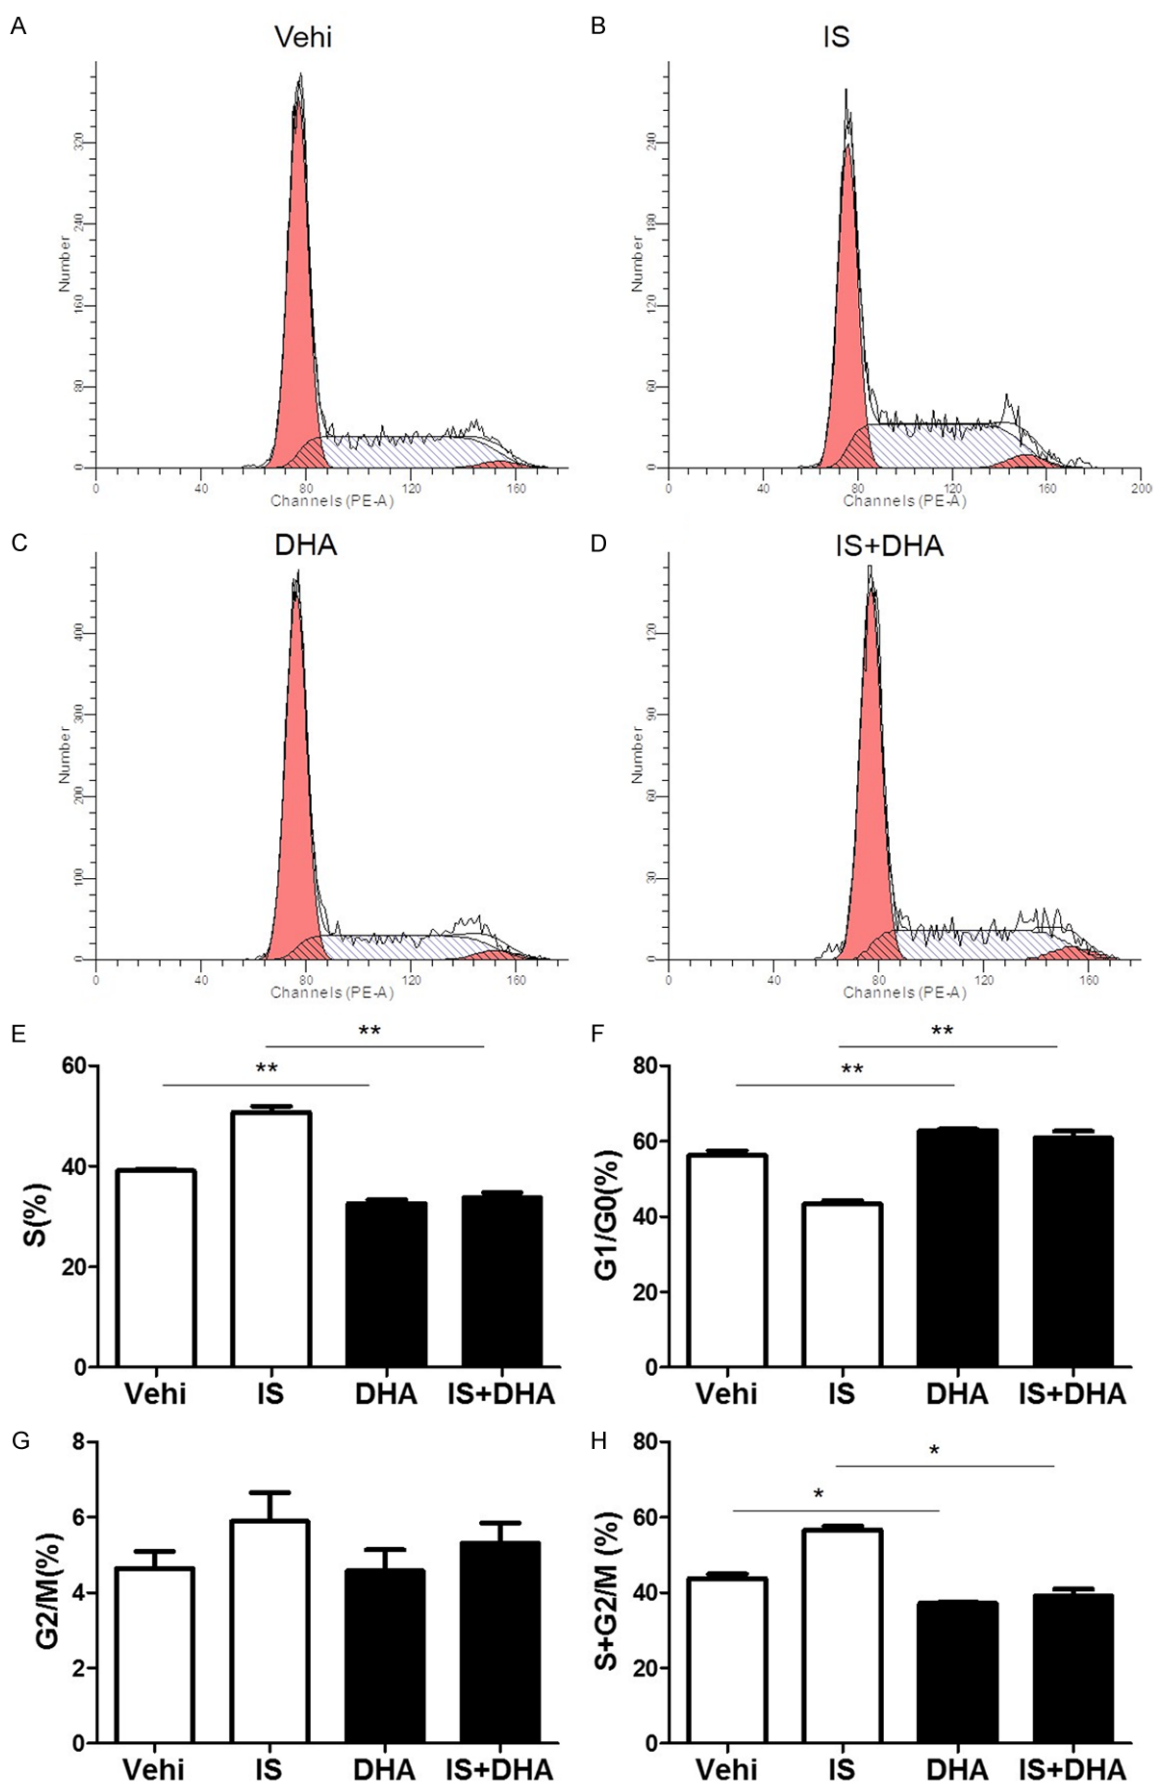 A
Vehi
320
240
160
80
0
Number
0 40 80 120 160
Channels (PE-A)
B
IS
240
180
120
60
0
Number
0 40 80 120 160 200
Channels (PE-A)
C
DHA
400
300
200
100
0
Number
0 40 80 120 160
Channels (PE-A)
D
IS+DHA
120
90
60
30
0
Number
0 40 80 120 160
Channels (PE-A)
E
**
**
60
40
20
0
S(%)
Vehi IS DHA IS+DHA
F
**
**
80
60
40
20
0
G1/G0(%)
Vehi IS DHA IS+DHA
G
8
6
4
2
0
G2/M(%)
Vehi IS DHA IS+DHA
H
*
*
80
60
40
20
0
S+G2/M (%)
Vehi IS DHA IS+DHA